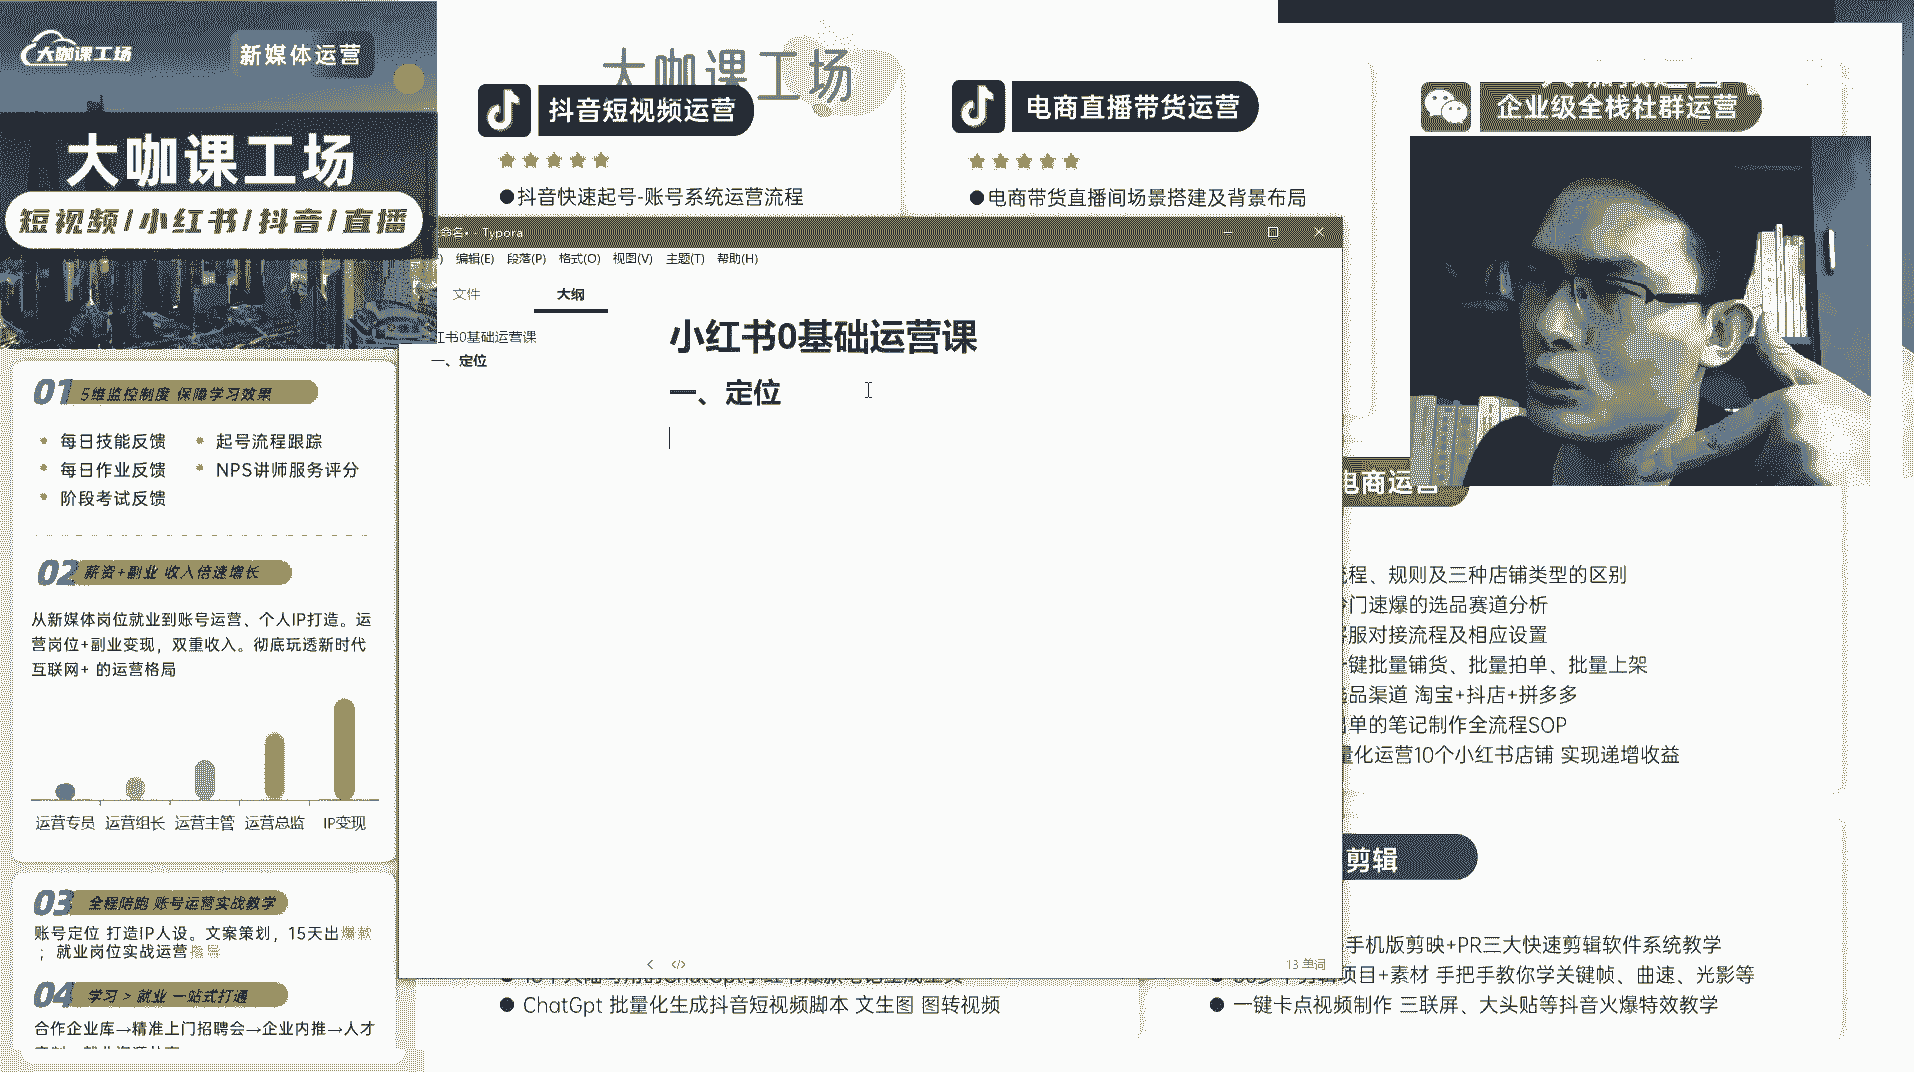 大咖课工场
新媒体运营
大咖课工场
短视频/小红书/抖音/直播
01 5维监控制度 保障学习效果
每日技能反馈
起号流程跟踪
每日作业反馈
NPS讲师服务评分
阶段考试反馈
02 薪资+副业 收入倍速增长
从新媒体岗位就业到账号运营、个人IP打造。运
营岗位+副业变现，双重收入。彻底玩透新时代
互联网+ 的运营格局
运营专员 运营组长 运营主管 运营总监 IP变现
03 全程陪跑 账号运营实战教学
账号定位 打造IP人设。文案策划，15天出爆款
；就业岗位实战运营指导
04 学习 > 就业 一站式打通
合作企业库→精准上门招聘会→企业内推→人才
大咖课工场
抖音短视频运营
●抖音快速起号-账号系统运营流程
电商直播带货运营
●电商带货直播间场景搭建及背景布局
企业级全栈社群运营
命名• - Typora
) 编辑(E) 段落(P) 格式(O) 视图(V) 主题(T) 帮助(H)
文件 大纲
红书0基础运营课
一、定位
小红书0基础运营课
一、定位
13 单词
电商运营
程、规则及三种店铺类型的区别
门速爆的选品赛道分析
服对接流程及相应设置
键批量铺货、批量拍单、批量上架
品渠道 淘宝+抖店+拼多多
单的笔记制作全流程SOP
量化运营10个小红书店铺 实现递增收益
剪辑
手机版剪映+PR三大快速剪辑软件系统教学
项目+素材 手把手教你学关键帧、曲速、光影等
● 一键卡点视频制作 三联屏、大头贴等抖音火爆特效教学
● ChatGpt 批量化生成抖音短视频脚本 文生图 图转视频